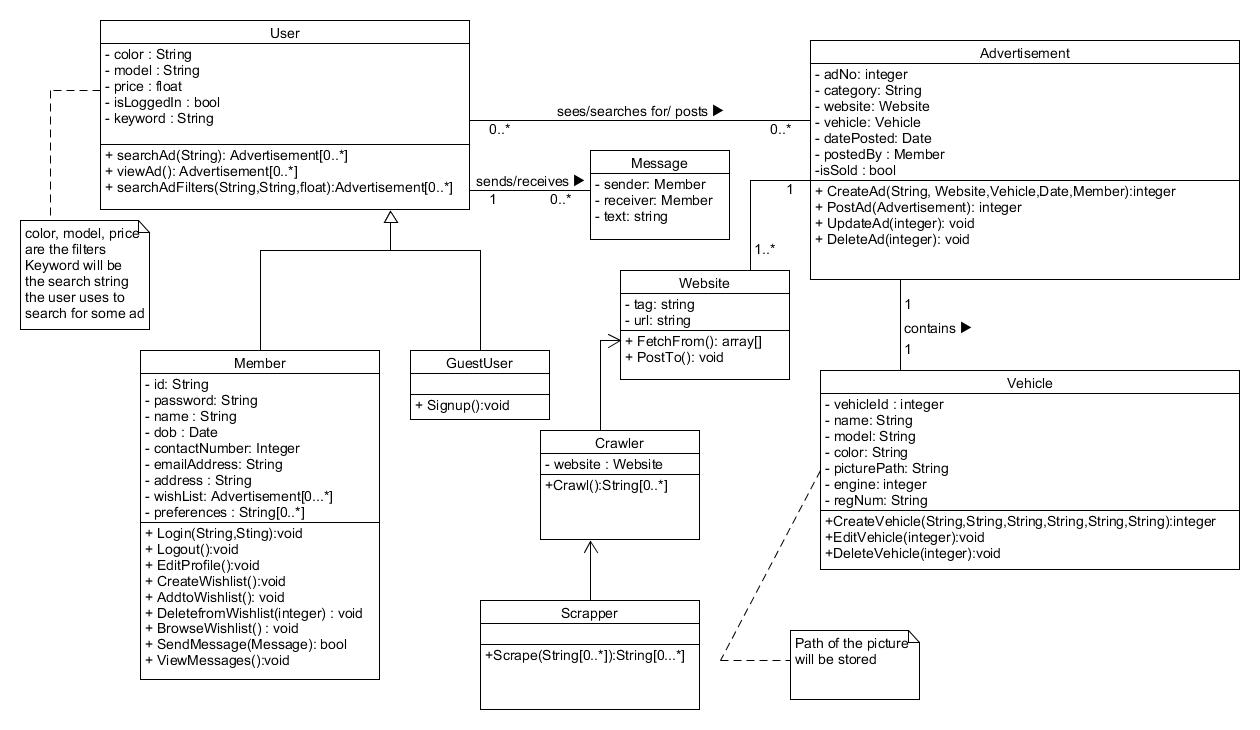 User
- color : String
- model : String
- price : float
- isLoggedIn : bool
- keyword : String
+ searchAd(String): Advertisement[0..*]
+ viewAd(): Advertisement[0..*]
+ searchAdFilters(String,String,float):Advertisement[0..*]
color, model, price
are the filters
Keyword will be
the search string
the user uses to
search for some ad
sees/searches for/ posts
0..*
0..*
sends/receives
1
0..*
Message
- sender: Member
- receiver: Member
- text: string
Advertisement
- adNo: integer
- category: String
- website: Website
- vehicle: Vehicle
- datePosted: Date
- postedBy : Member
-isSold : bool
+ CreateAd(String, Website,Vehicle,Date,Member):integer
+ PostAd(Advertisement): integer
+ UpdateAd(integer): void
+ DeleteAd(integer): void
1
1..*
Website
- tag: string
- url: string
+ FetchFrom(): array[]
+ PostTo(): void
1
contains
1
Member
- id: String
- password: String
- name : String
- dob : Date
- contactNumber: Integer
- emailAddress: String
- address : String
- wishList: Advertisement[0...*]
- preferences : String[0..*]
+ Login(String,Sting):void
+ Logout():void
+ EditProfile():void
+ CreateWishlist():void
+ AddtoWishlist(): void
+ DeletefromWishlist(integer) : void
+ BrowseWishlist() : void
+ SendMessage(Message): bool
+ ViewMessages():void
GuestUser
+ Signup():void
Crawler
- website : Website
+Crawl():String[0..*]
Scrapper
+Scrape(String[0..*]):String[0...*]
Vehicle
- vehicleId : integer
- name: String
- model: String
- color: String
- picturePath: String
- engine: integer
- regNum: String
+CreateVehicle(String,String,String,String,String,String):integer
+EditVehicle(integer):void
+DeleteVehicle(integer):void
Path of the picture
will be stored